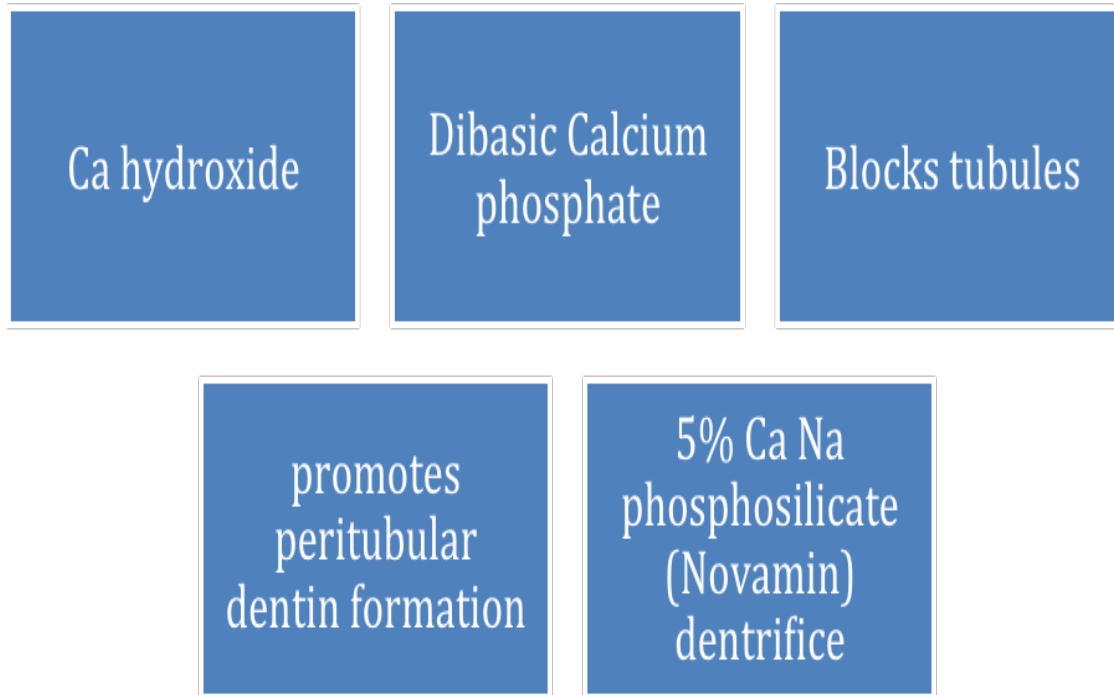 Ca hydroxide
Dibasic Calcium
phosphate
Blocks tubules
promotes
peritubular
dentin formation
5% Ca Na
phosphosilicate
(Novamin)
dentrifice